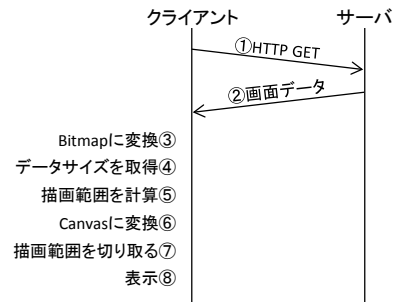 クライアント
サーバ
①HTTP GET
②画面データ
Bitmapに変換③
データサイズを取得④
描画範囲を計算⑤
Canvasに変換⑥
描画範囲を切り取る⑦
表示⑧